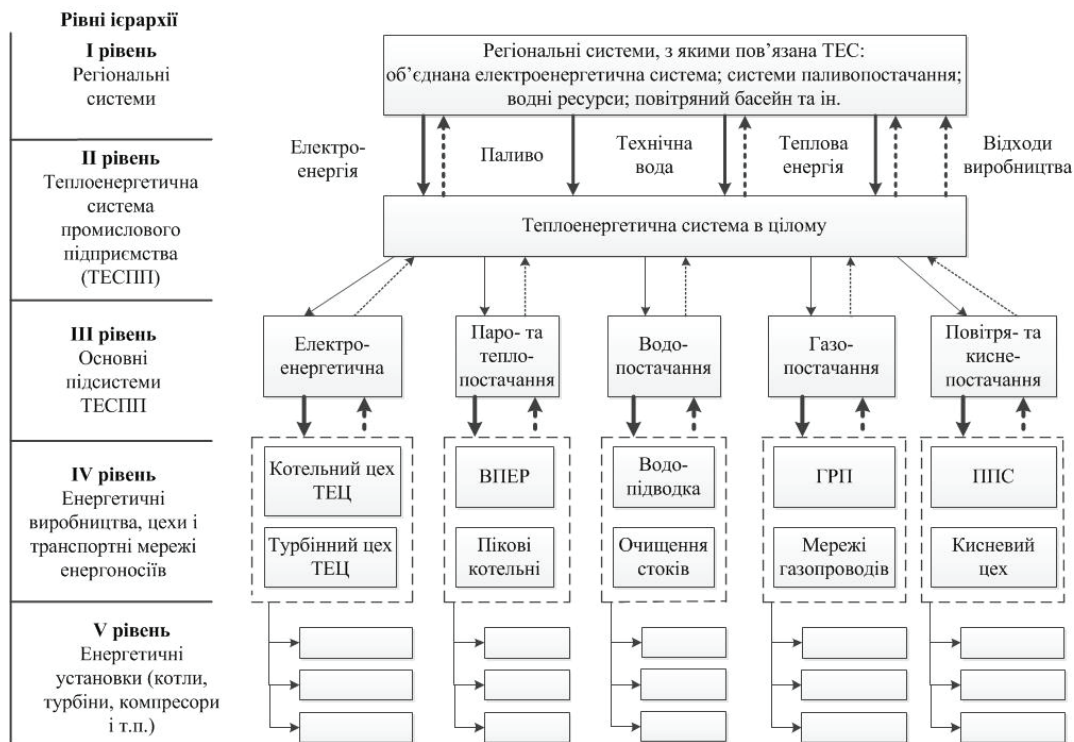 Рівні ієрархії
І рівень
Регіональні
системи
Регіональні системи, з якими пов’язана ТЕС:
об’єднана електроенергетична система; системи паливопостачання;
водні ресурси; повітряний басейн та ін.
Електро-
енергія
Паливо
Технічна
вода
Теплова
енергія
Відходи
виробництва
ІІ рівень
Теплоенергетична
система
промислового
підприємства
(ТЕСПП)
Теплоенергетична система в цілому
ІІІ рівень
Основні
підсистеми
ТЕСПП
Електро-
енергетична
Паро- та
тепло-
постачання
Водо-
постачання
Газо-
постачання
Повітря- та
кисне-
постачання
IV рівень
Енергетичні
виробництва, цехи і
транспортні мережі
енергоносіїв
Котельний цех
ТЕЦ
ВПЕР
Водо-
підводка
ГРП
ППС
Турбінний цех
ТЕЦ
Пікові
котельні
Очищення
стоків
Мережі
газопроводів
Кисневий
цех
V рівень
Енергетичні
установки (котли,
турбіни, компресори
і т.п.)